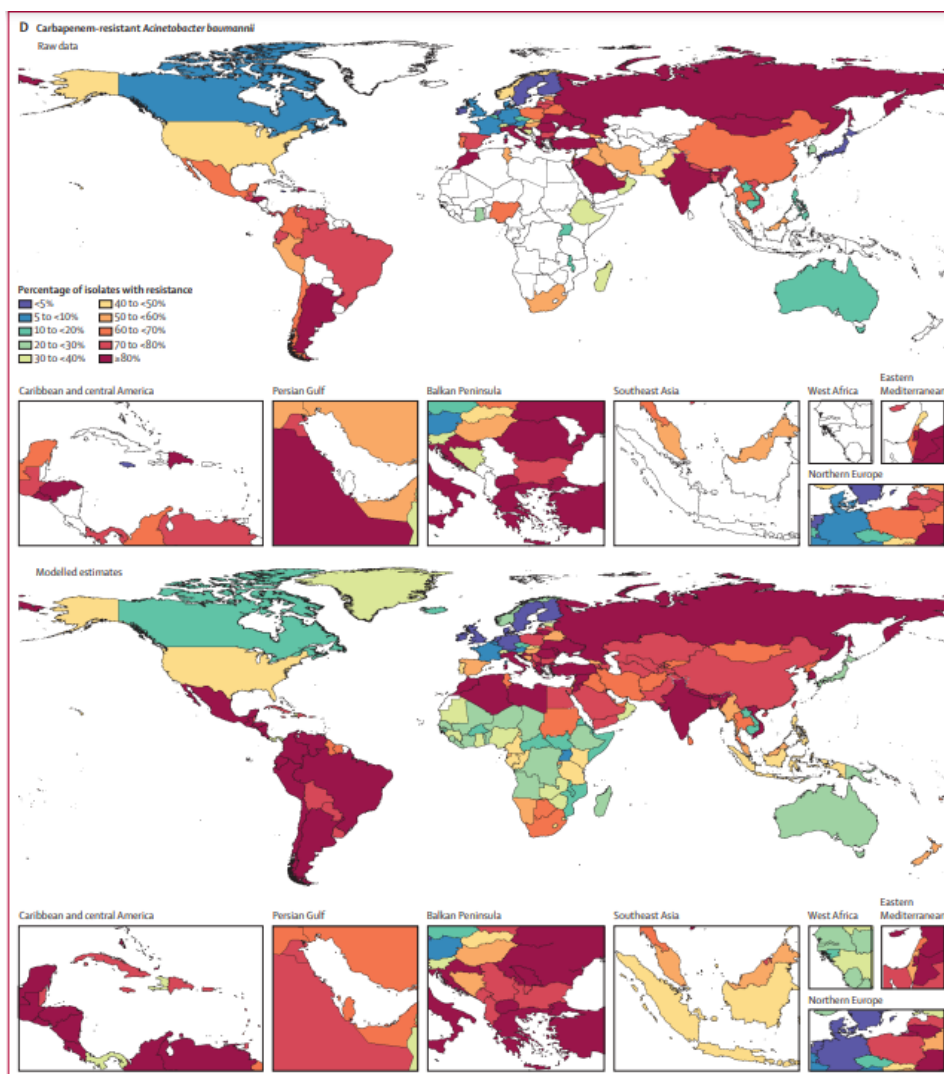 D Carbapenem-resistant Acinetobacter baumannii
Raw data
Percentage of isolates with resistance
<5%
5 to <10%
10 to <20%
20 to <30%
30 to <40%
40 to <50%
50 to <60%
60 to <70%
70 to <80%
≥80%
Caribbean and central America
Persian Gulf
Balkan Peninsula
Southeast Asia
West Africa
Eastern
Mediterranean
Northern Europe
Modelled estimates
Caribbean and central America
Persian Gulf
Balkan Peninsula
Southeast Asia
West Africa
Eastern
Mediterranean
Northern Europe